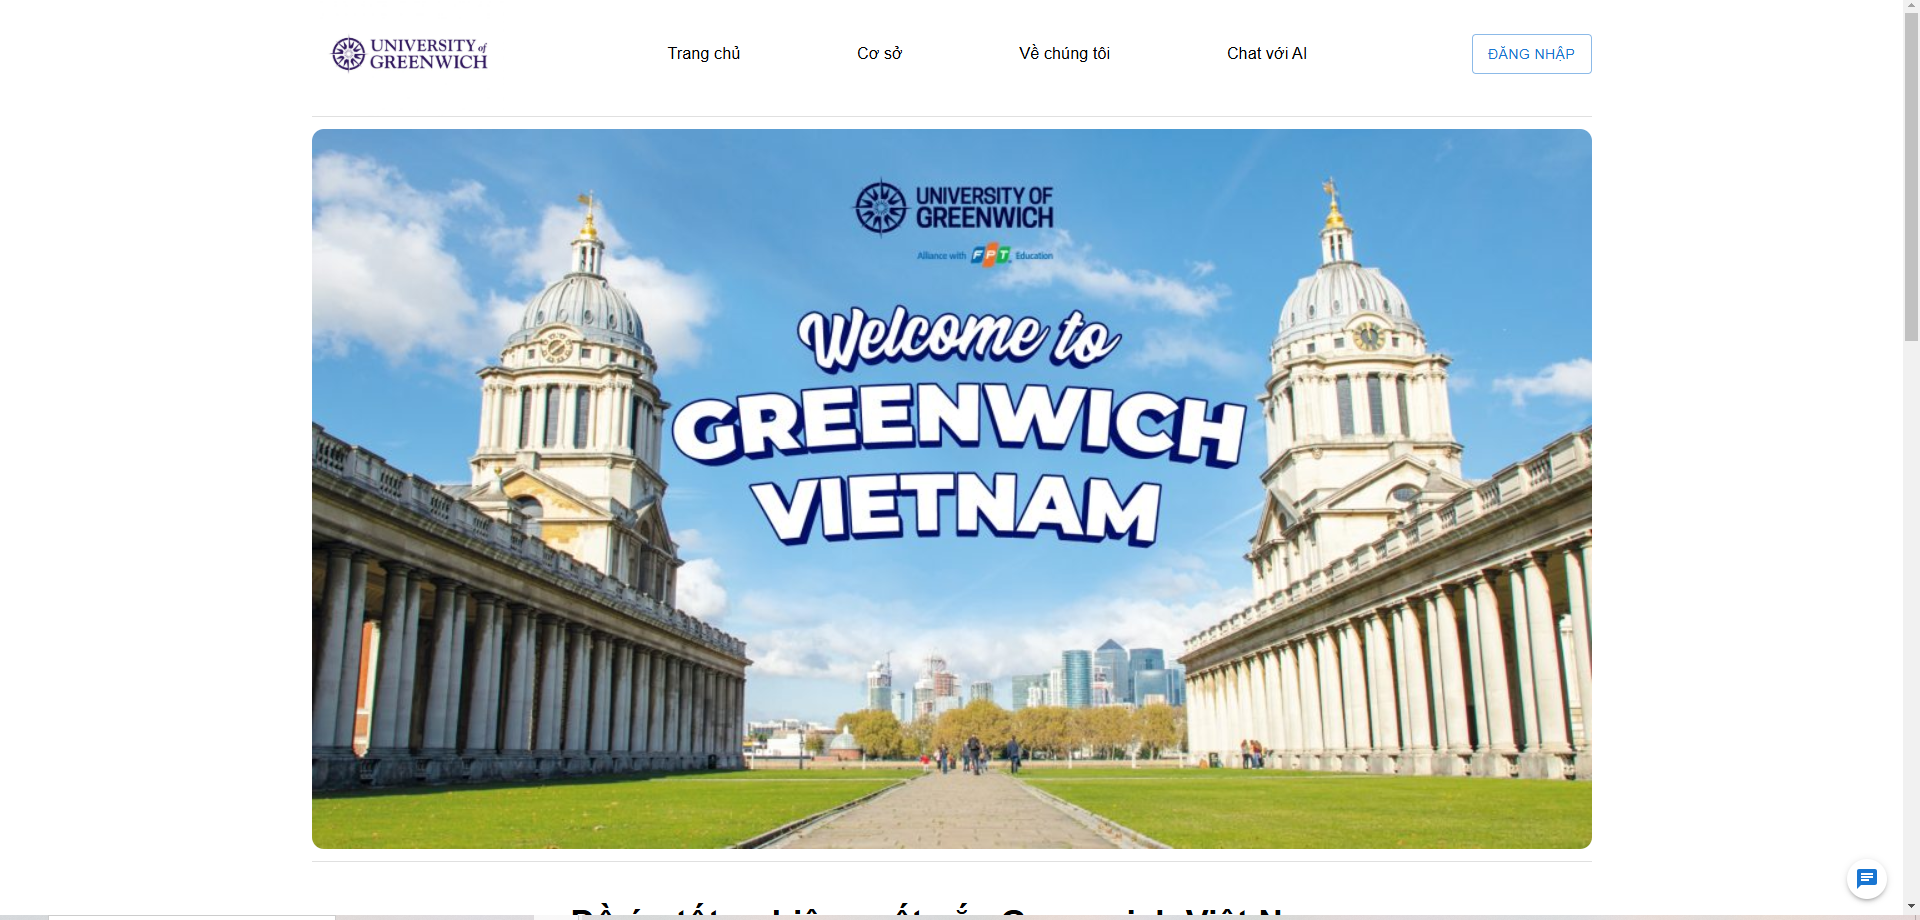 UNIVERSITY of
GREENWICH
Trang chủ
Cơ sở
Về chúng tôi
Chat với AI
ĐĂNG NHẬP
UNIVERSITY OF
GREENWICH
Alliance with FPT Education
Welcome to
GREENWICH
VIETNAM